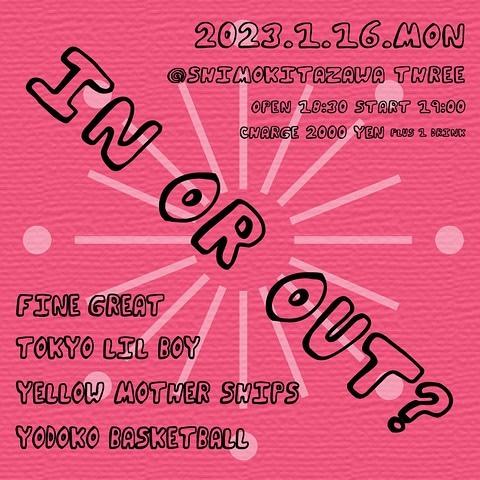 2023.1.16.MON
@SHIMOKITAZAWA THREE
OPEN 18:30 START 19:00
CHARGE 2000 YEN PLUS 1 DRINK
IN OR OUT?
FINE GREAT
TOKYO LIL BOY
YELLOW MOTHER SHIPS
YODOKO BASKETBALL